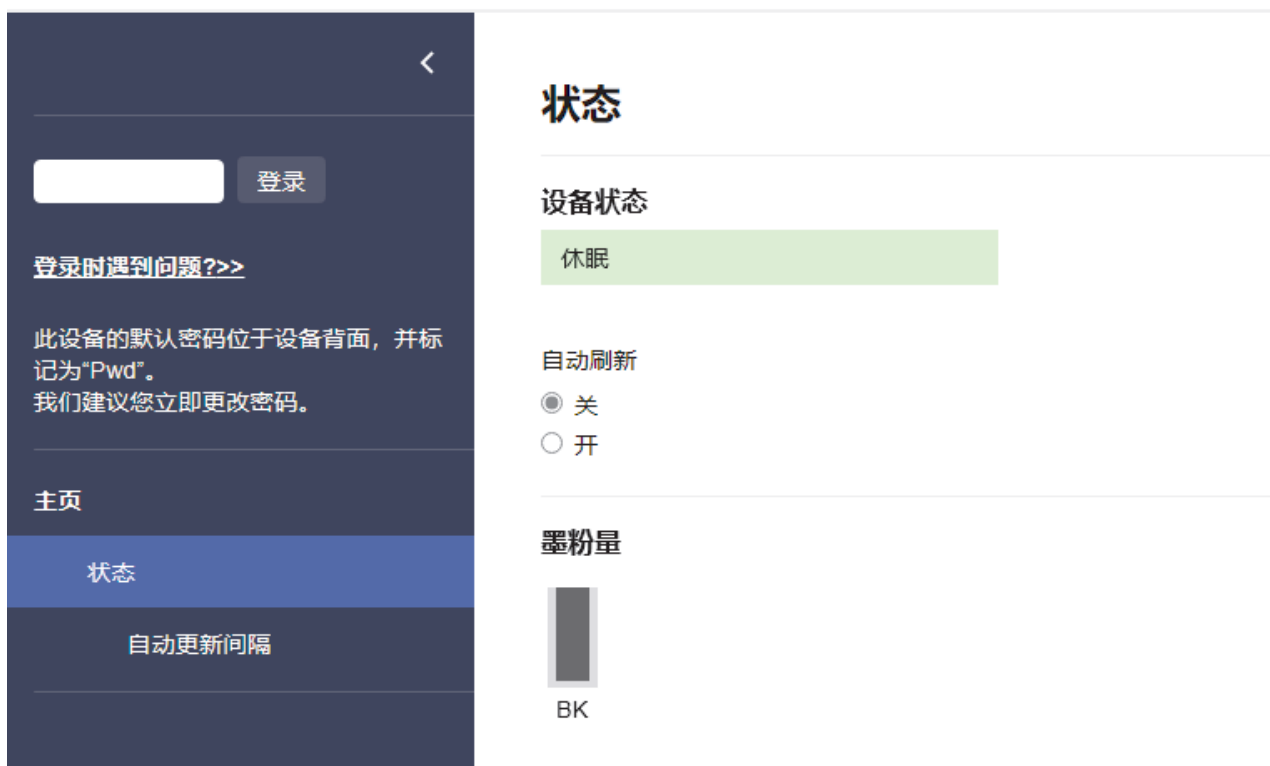 登录
登录时遇到问题?>>
此设备的默认密码位于设备背面，并标
记为“Pwd”。
我们建议您立即更改密码。
主页
状态
自动更新间隔
状态
设备状态
休眠
自动刷新
关
开
墨粉量
BK